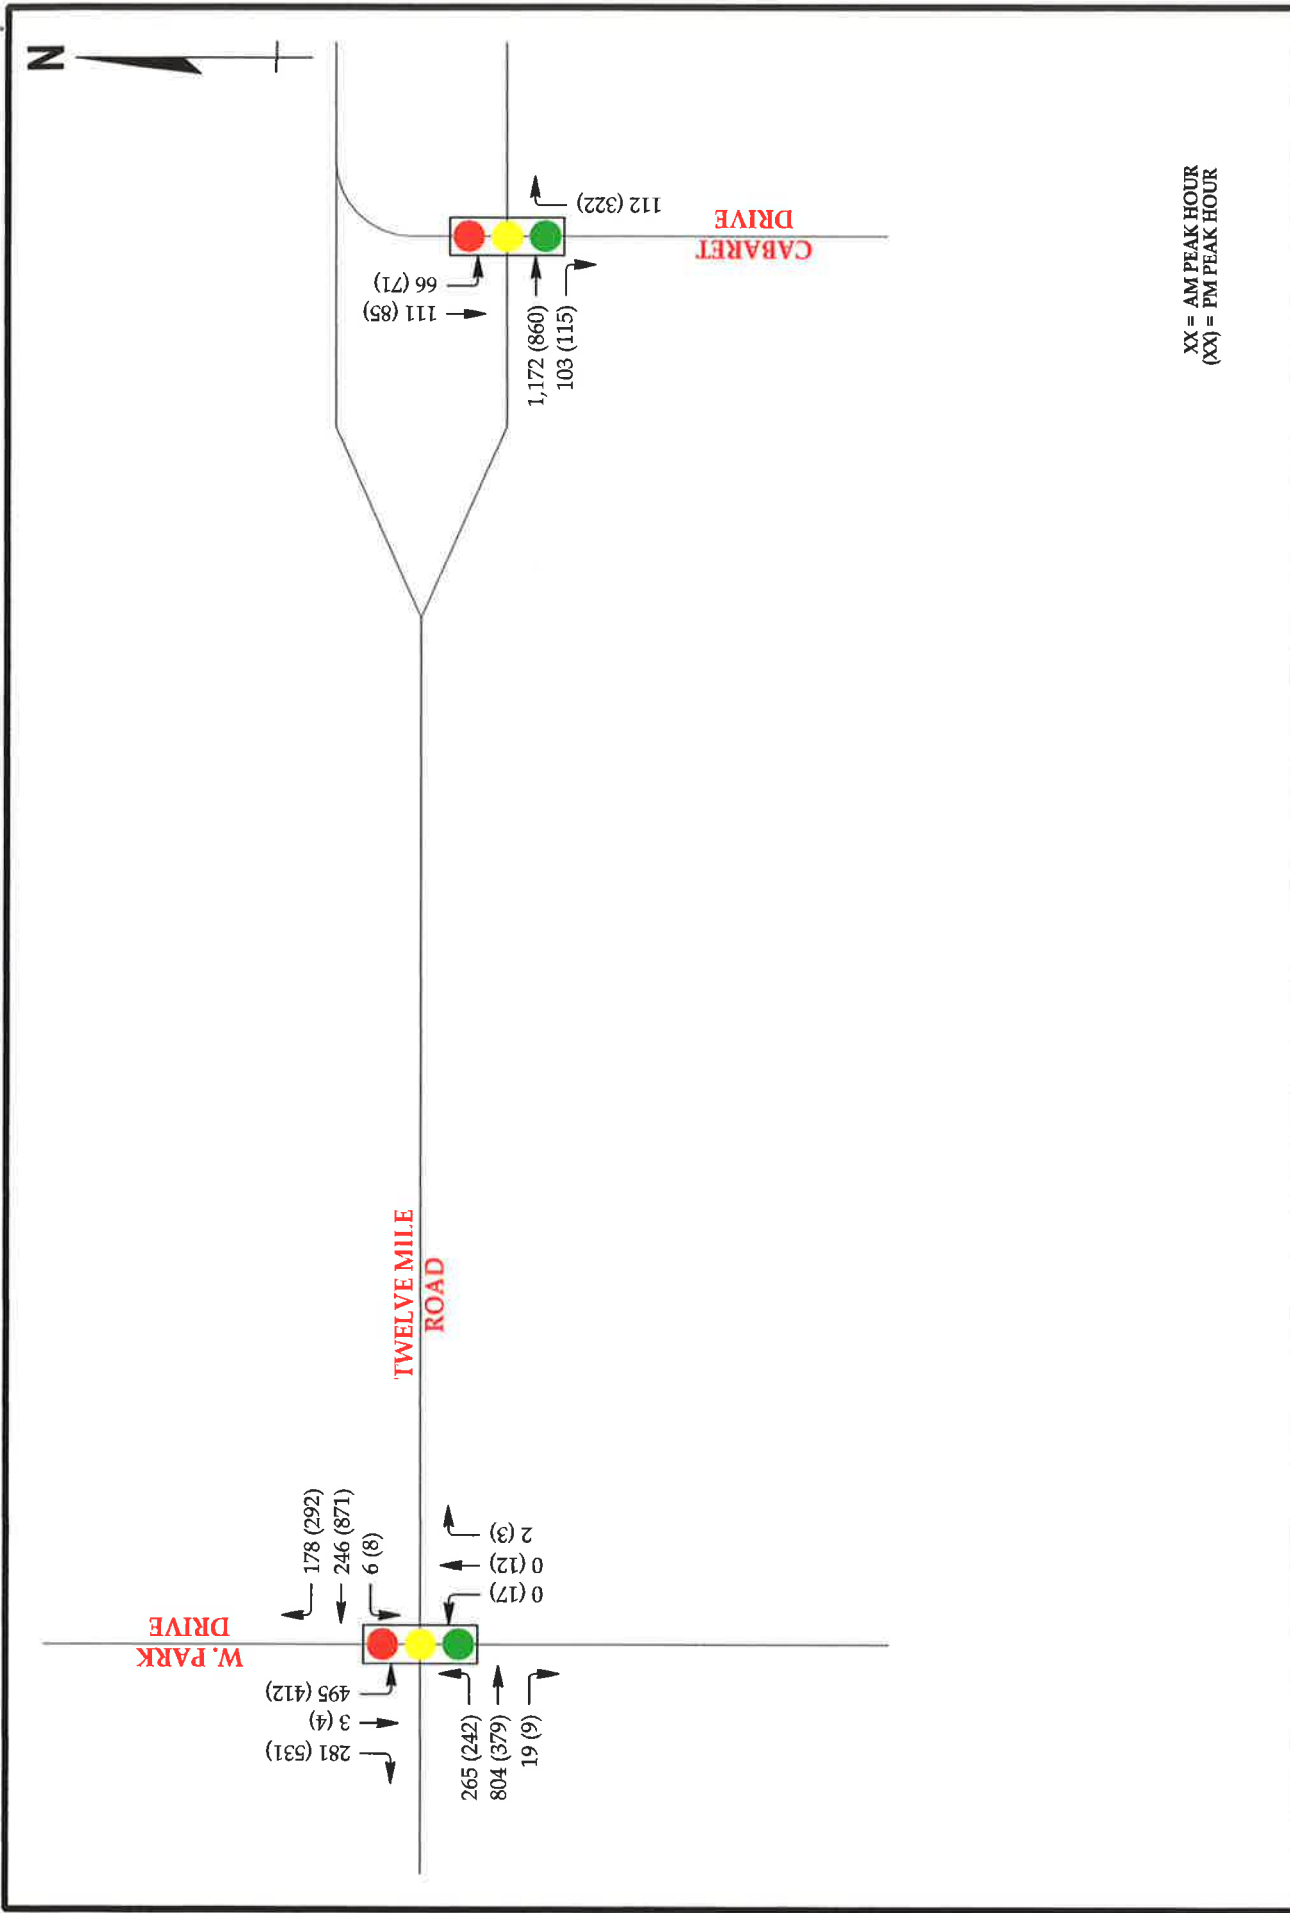 N
W. PARK
DRIVE
178 (292)
246 (871)
6 (8)
281 (531)
3 (4)
495 (412)
265 (242)
804 (379)
19 (9)
0 (17)
0 (12)
2 (3)
TWELVE MILE
ROAD
111 (85)
66 (71)
1,172 (860)
103 (115)
112 (322)
CABARET
DRIVE
XX = AM PEAK HOUR
(XX) = PM PEAK HOUR